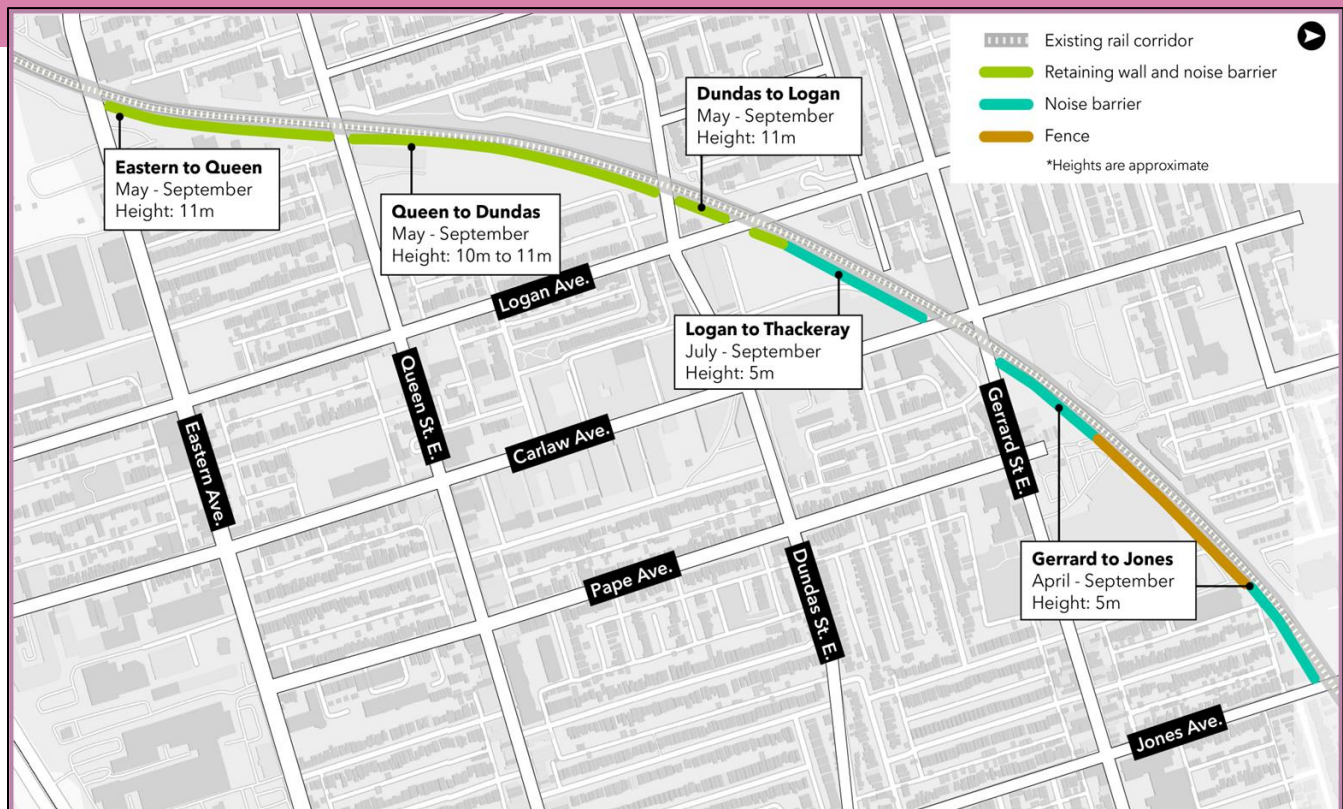 Existing rail corridor
Retaining wall and noise barrier
Noise barrier
Fence
*Heights are approximate
Eastern to Queen
May - September
Height: 11m
Queen to Dundas
May - September
Height: 10m to 11m
Dundas to Logan
May - September
Height: 11m
Logan to Thackeray
July - September
Height: 5m
Gerrard to Jones
April - September
Height: 5m
Logan Ave.
Eastern Ave.
Queen St. E.
Carlaw Ave.
Pape Ave.
Dundas St. E.
Gerrard St E.
Jones Ave.